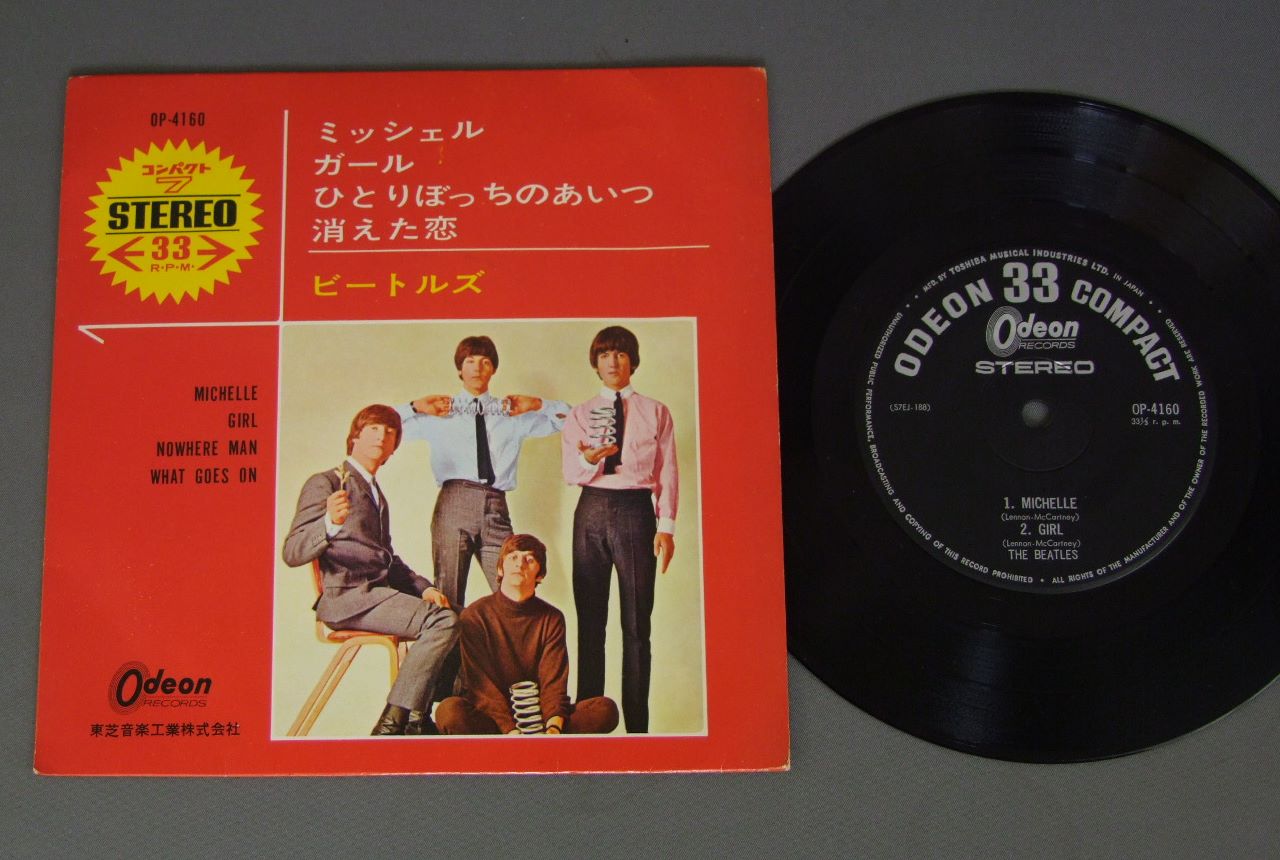 OP-4160
コンパクト
7
STEREO
33
R·P·M·
ミッシェル
ガール
ひとりぼっちのあいつ
消えた恋
ビートルズ
MICHELLE
GIRL
NOWHERE MAN
WHAT GOES ON
Odeon
RECORDS
東芝音楽工業株式会社
MFD. BY TOSHIBA MUSICAL INDUSTRIES LTD. IN JAPAN
ODEON 33 COMPACT
Odeon
RECORDS
STEREO
(S7EJ-188)
OP-4160
33⅓ r. p. m.
1. MICHELLE
(Lennon-McCartney)
2. GIRL
(Lennon-McCartney)
THE BEATLES
UNAUTHORIZED PUBLIC PERFORMANCE, BROADCASTING AND COPYING OF THIS RECORD PROHIBITED • ALL RIGHTS OF THE MANUFACTURER AND OF THE OWNER OF THE RECORDED WORK ARE RESERVED